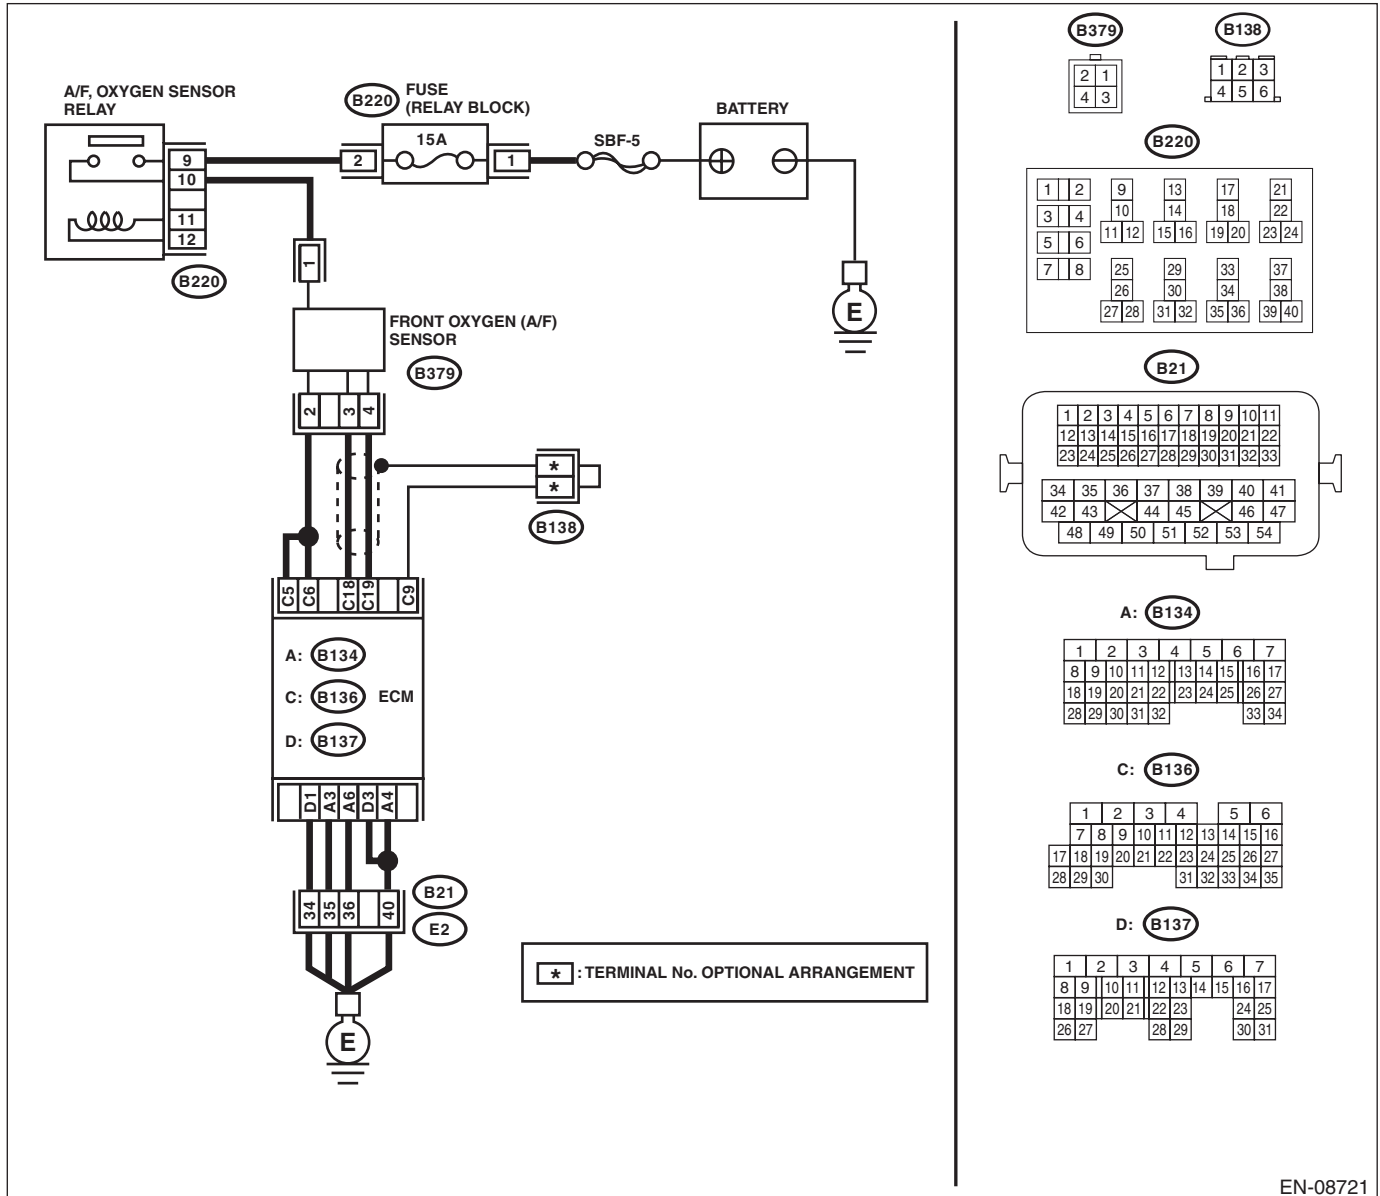 A/F, OXYGEN SENSOR
RELAY
9
10
11
12
B220
B220
FUSE
(RELAY BLOCK)
15A
2
1
SBF-5
BATTERY
E
1
FRONT OXYGEN (A/F)
SENSOR
B379
2 3 4
*
*
B138
C5 C6 C18 C19 C9
A: B134
C: B136 ECM
D: B137
D1 A3 A6 D3 A4
34 35 36 40
B21
E2
E
* : TERMINAL No. OPTIONAL ARRANGEMENT
B379
2 1
4 3
B138
1 2 3
4 5 6
B220
1 2 9 13 17 21
3 4 10 14 18 22
5 6 11 12 15 16 19 20 23 24
7 8 25 29 33 37
26 30 34 38
27 28 31 32 35 36 39 40
B21
1 2 3 4 5 6 7 8 9 10 11
12 13 14 15 16 17 18 19 20 21 22
23 24 25 26 27 28 29 30 31 32 33
34 35 36 37 38 39 40 41
42 43 44 45 46 47
48 49 50 51 52 53 54
A: B134
1 2 3 4 5 6 7
8 9 10 11 12 13 14 15 16 17
18 19 20 21 22 23 24 25 26 27
28 29 30 31 32 33 34
C: B136
1 2 3 4 5 6
7 8 9 10 11 12 13 14 15 16
17 18 19 20 21 22 23 24 25 26 27
28 29 30 31 32 33 34 35
D: B137
1 2 3 4 5 6 7
8 9 10 11 12 13 14 15 16 17
18 19 20 21 22 23 24 25
26 27 28 29 30 31
EN-08721